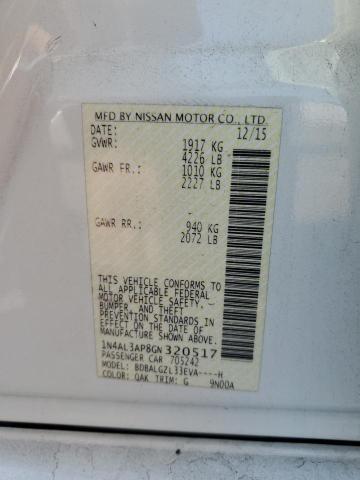 MFD BY NISSAN MOTOR CO., LTD.
DATE: 12/15
GVWR: 1917 KG
4226 LB
GAWR FR.: 1010 KG
2227 LB
-
GAWR RR.: 940 KG
2072 LB
THIS VEHICLE CONFORMS TO
ALL APPLICABLE U.S. FEDERAL
MOTOR VEHICLE SAFETY,
BUMPER, AND THEFT
PREVENTION STANDARDS IN
EFFECT ON THE DATE OF
MANUFACTURE SHOWN ABOVE.
1N4AL3AP8GN320517
PASSENGER CAR 705242
MODEL: BDBALGZL33EVA----H
COLOR: QAK TRIM: G 9N00A